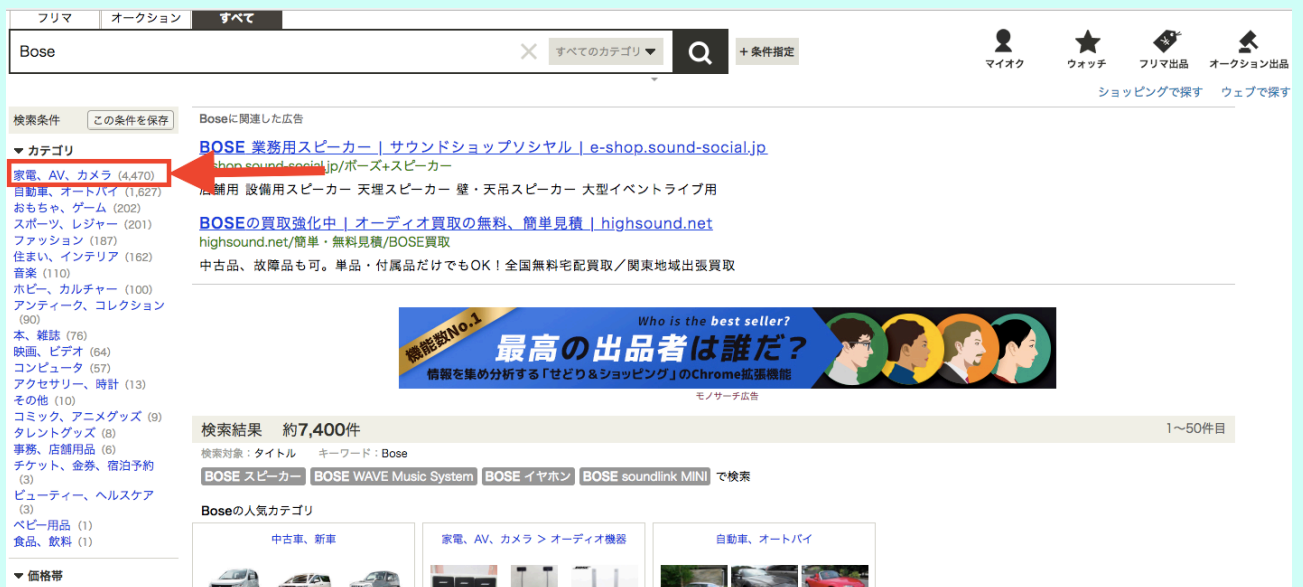 フリマ オークション すべて
Bose すべてのカテゴリ +条件指定
マイオク ウォッチ フリマ出品 オークション出品
ショッピングで探す ウェブで探す
検索条件 この条件を保存
カテゴリ
家電、AV、カメラ (4,470)
自動車、オートバイ (1,627)
おもちゃ、ゲーム (202)
スポーツ、レジャー (201)
ファッション (187)
住まい、インテリア (162)
音楽 (110)
ホビー、カルチャー (100)
アンティーク、コレクション
(90)
本、雑誌 (76)
映画、ビデオ (64)
コンピュータ (57)
アクセサリー、時計 (13)
その他 (10)
コミック、アニメグッズ (9)
タレントグッズ (8)
事務、店舗用品 (6)
チケット、金券、宿泊予約
(3)
ビューティー、ヘルスケア
(3)
ベビー用品 (1)
食品、飲料 (1)
価格帯
Boseに関連した広告
BOSE 業務用スピーカー | サウンドショップソシヤル | e-shop.sound-social.jp
shop.sound-social.jp/ボーズ+スピーカー
店舗用 設備用スピーカー 天埋スピーカー 壁・天吊スピーカー 大型イベントライブ用
BOSEの買取強化中 | オーディオ買取の無料、簡単見積 | highsound.net
highsound.net/簡単・無料見積/BOSE買取
中古品、故障品も可。単品・付属品だけでもOK！全国無料宅配買取／関東地域出張買取
機能数No.1
Who is the best seller?
最高の出品者は誰だ？
情報を集め分析する「せどり＆ショッピング」のChrome拡張機能
モノサーチ広告
検索結果 約7,400件 1〜50件目
検索対象：タイトル キーワード：Bose
BOSE スピーカー BOSE WAVE Music System BOSE イヤホン BOSE soundlink MINI で検索
Boseの人気カテゴリ
中古車、新車 家電、AV、カメラ > オーディオ機器 自動車、オートバイ